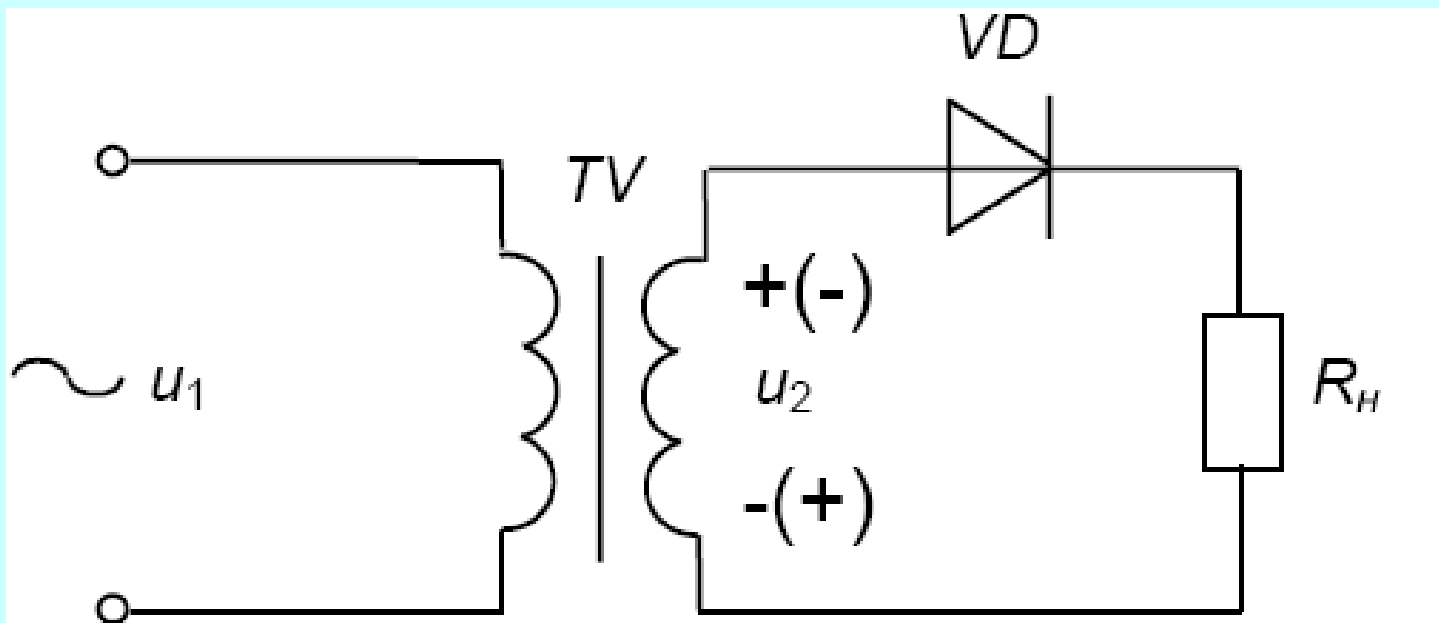 VD
TV
+(-)
u₁
u₂
Rн
-(+)